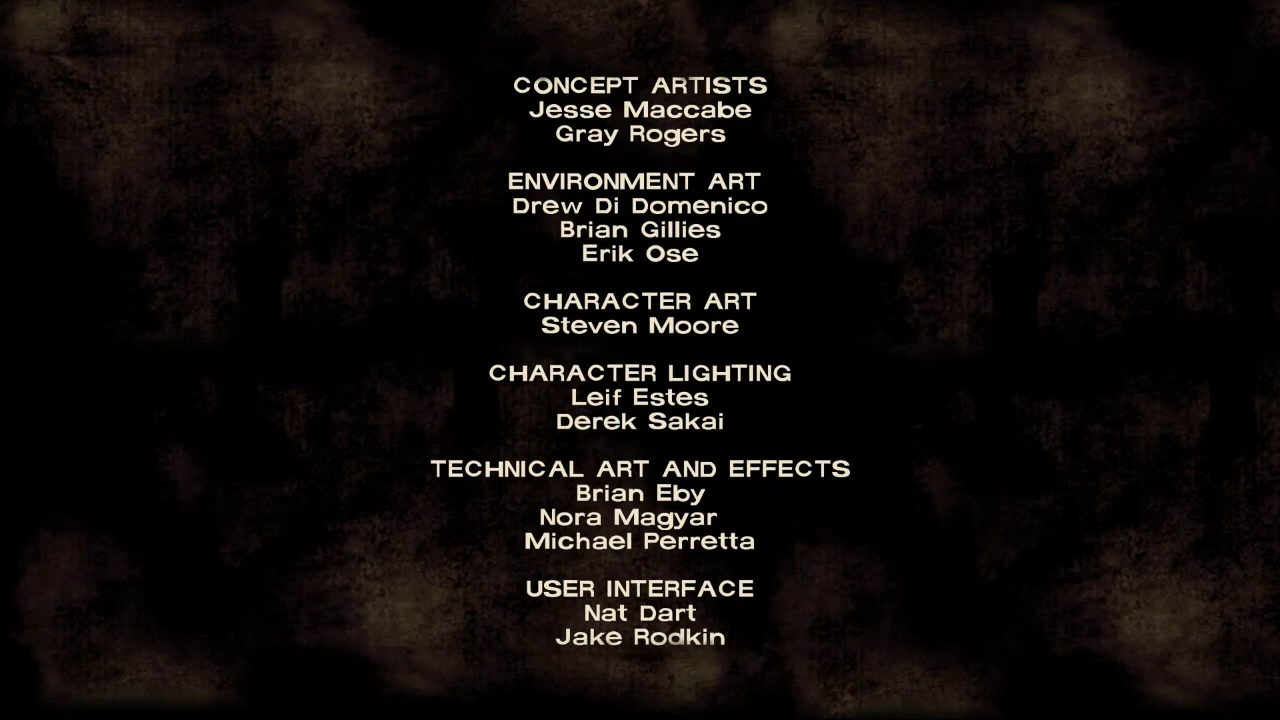 CONCEPT ARTISTS
Jesse Maccabe
Gray Rogers
ENVIRONMENT ART
Drew Di Domenico
Brian Gillies
Erik Ose
CHARACTER ART
Steven Moore
CHARACTER LIGHTING
Leif Estes
Derek Sakai
TECHNICAL ART AND EFFECTS
Brian Eby
Nora Magyar
Michael Perretta
USER INTERFACE
Nat Dart
Jake Rodkin